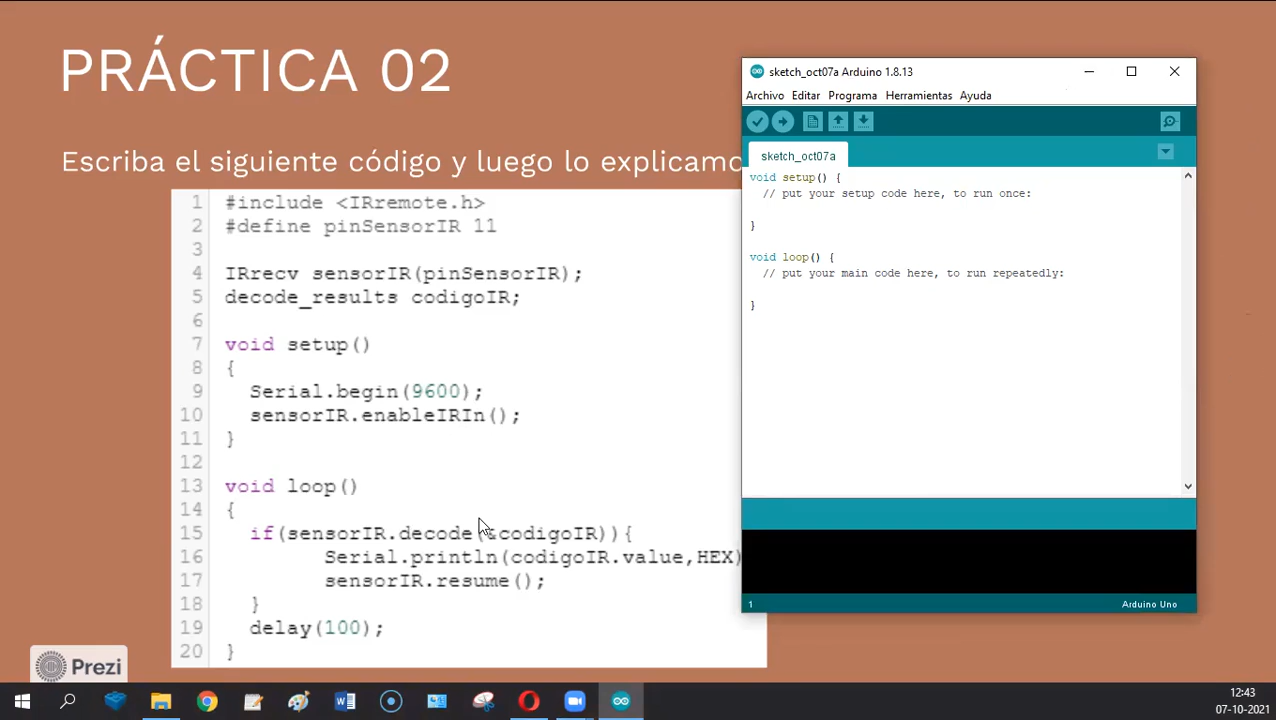 PRÁCTICA 02
Escriba el siguiente código y luego lo explicamo
1 #include <IRremote.h>
2 #define pinSensorIR 11
3
4 IRrecv sensorIR(pinSensorIR);
5 decode_results codigoIR;
6
7 void setup()
8 {
9 Serial.begin(9600);
10 sensorIR.enableIRIn();
11 }
12
13 void loop()
14 {
15 if(sensorIR.decode(&codigoIR)){
16 Serial.println(codigoIR.value,HEX)
17 sensorIR.resume();
18 }
19 delay(100);
20 }
Prezi
sketch_oct07a Arduino 1.8.13
Archivo Editar Programa Herramientas Ayuda
sketch_oct07a
void setup() {
// put your setup code here, to run once:
}
void loop() {
// put your main code here, to run repeatedly:
}
1 Arduino Uno
12:43
07-10-2021